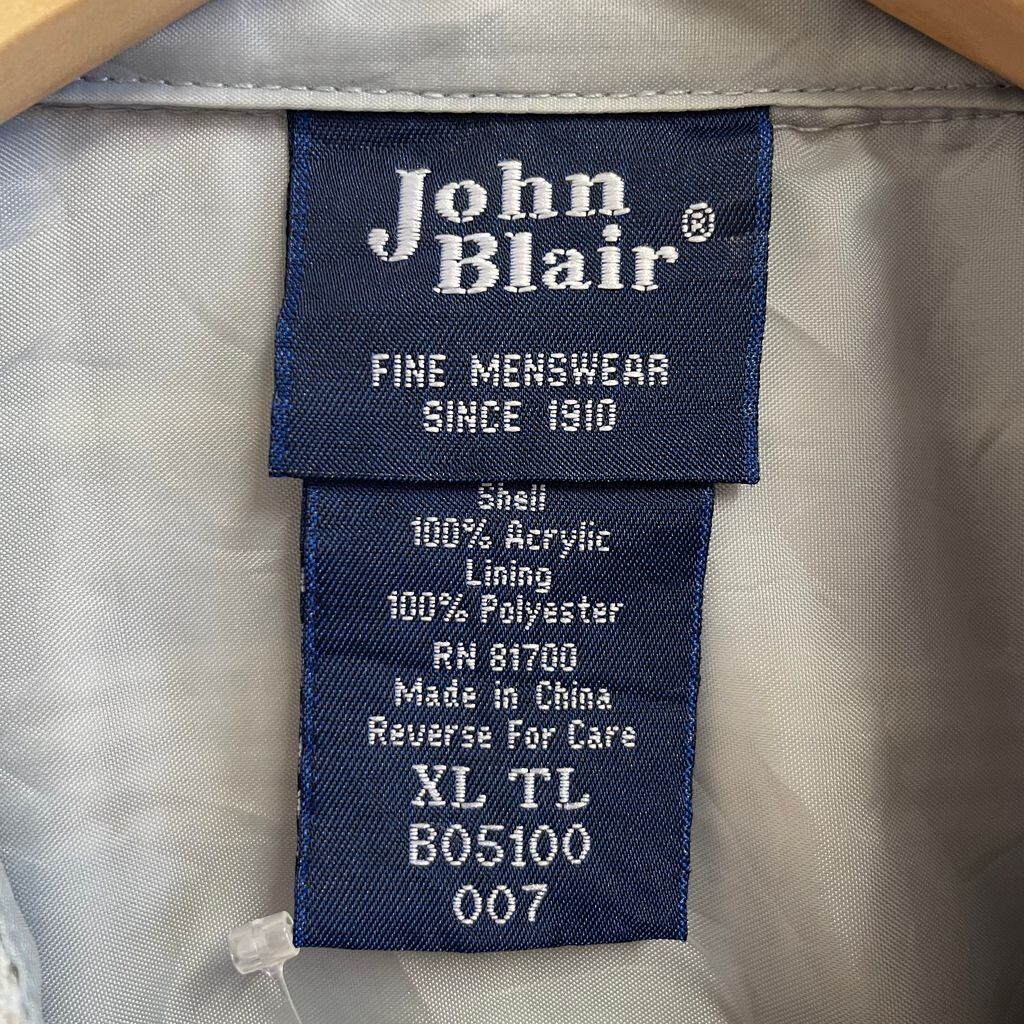 John
Blair®
FINE MENSWEAR
SINCE 1910
Shell
100% Acrylic
Lining
100% Polyester
RN 81700
Made in China
Reverse For Care
XL TL
B05100
007